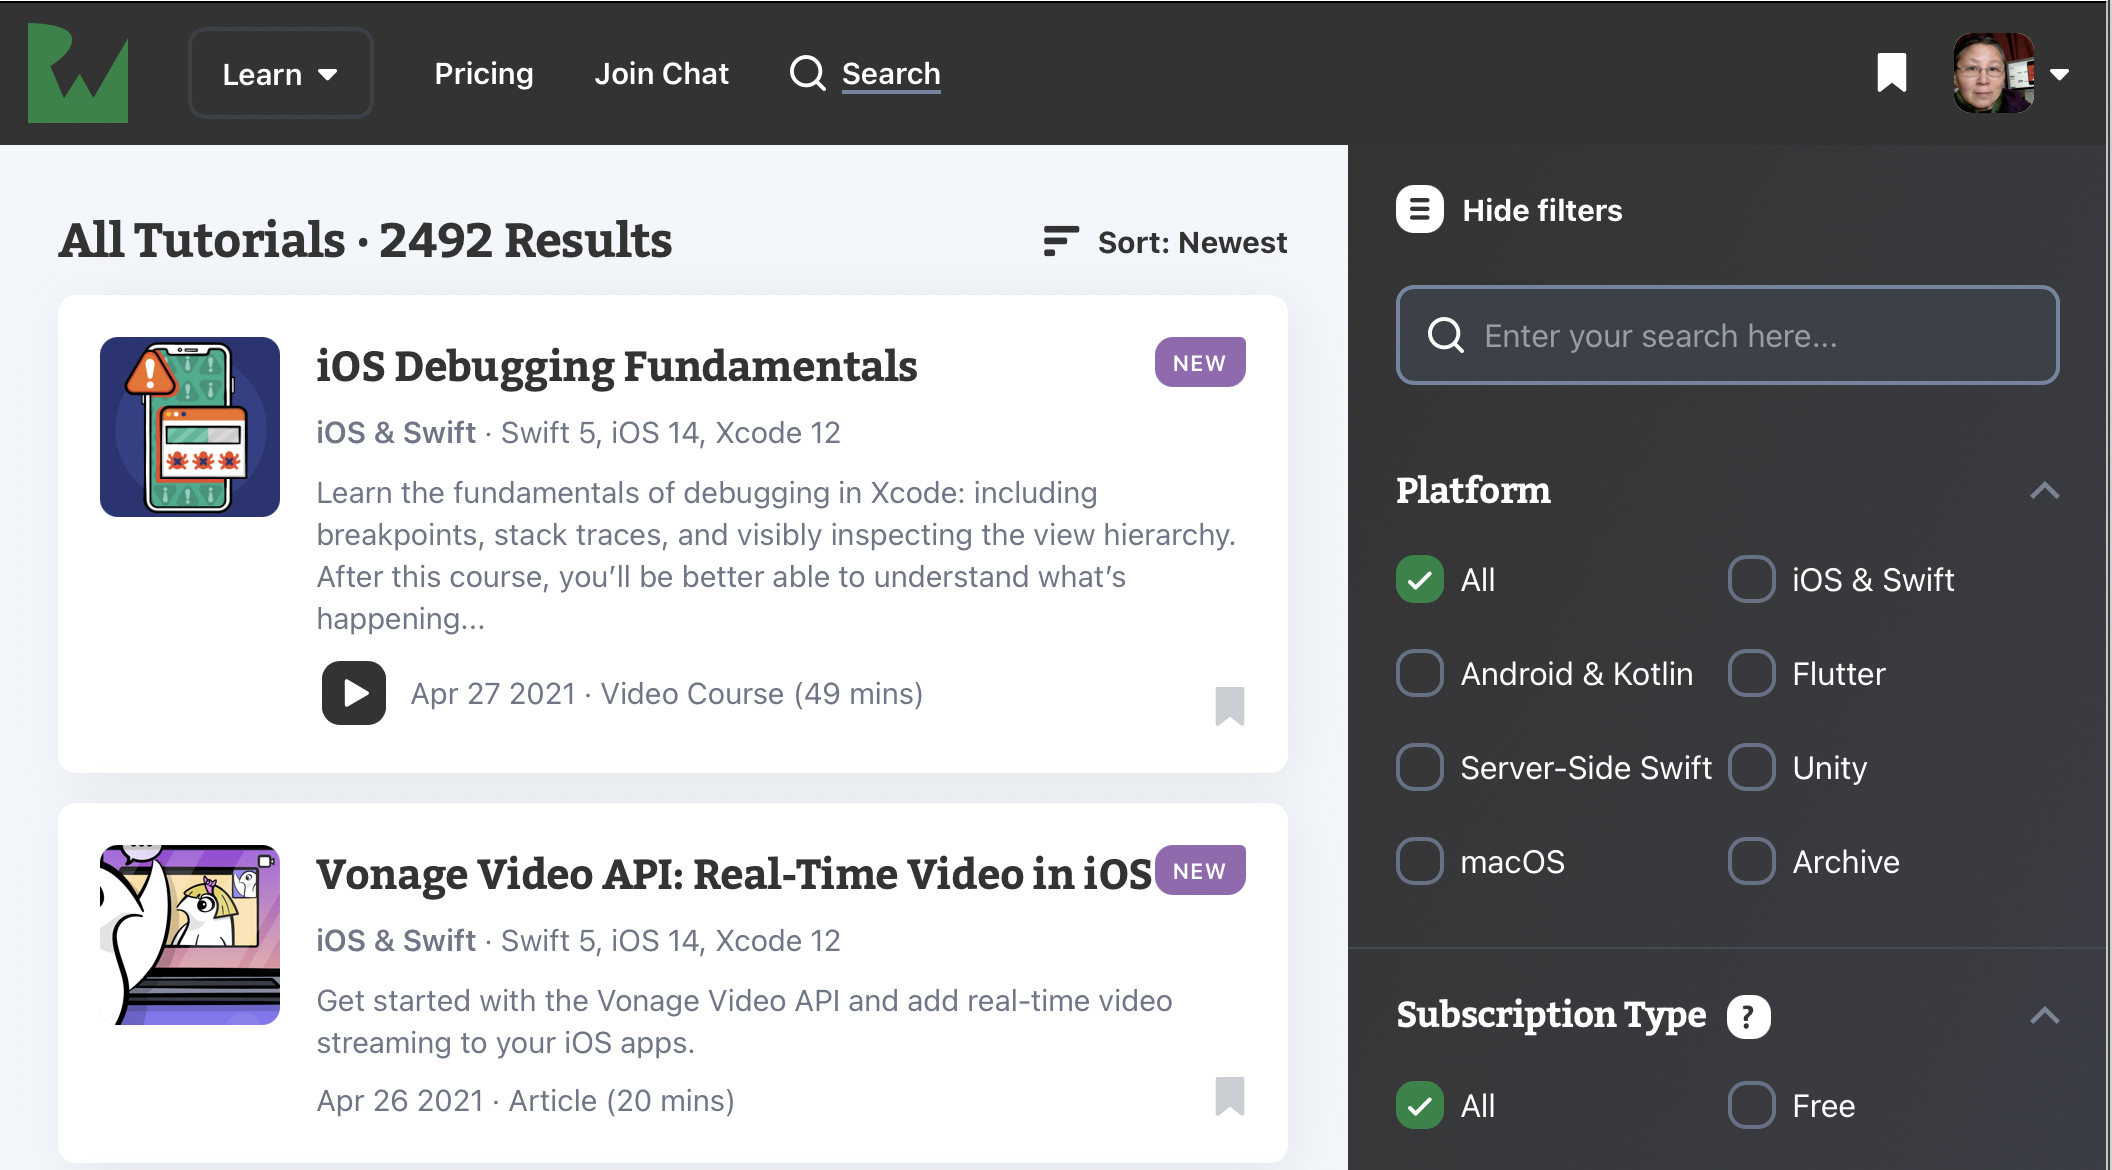 Learn
Pricing
Join Chat
Search
All Tutorials · 2492 Results
Sort: Newest
iOS Debugging Fundamentals
NEW
iOS & Swift · Swift 5, iOS 14, Xcode 12
Learn the fundamentals of debugging in Xcode: including
breakpoints, stack traces, and visibly inspecting the view hierarchy.
After this course, you’ll be better able to understand what’s
happening...
Apr 27 2021 · Video Course (49 mins)
Vonage Video API: Real-Time Video in iOS
NEW
iOS & Swift · Swift 5, iOS 14, Xcode 12
Get started with the Vonage Video API and add real-time video
streaming to your iOS apps.
Apr 26 2021 · Article (20 mins)
Hide filters
Enter your search here...
Platform
All
iOS & Swift
Android & Kotlin
Flutter
Server-Side Swift
Unity
macOS
Archive
Subscription Type ?
All
Free